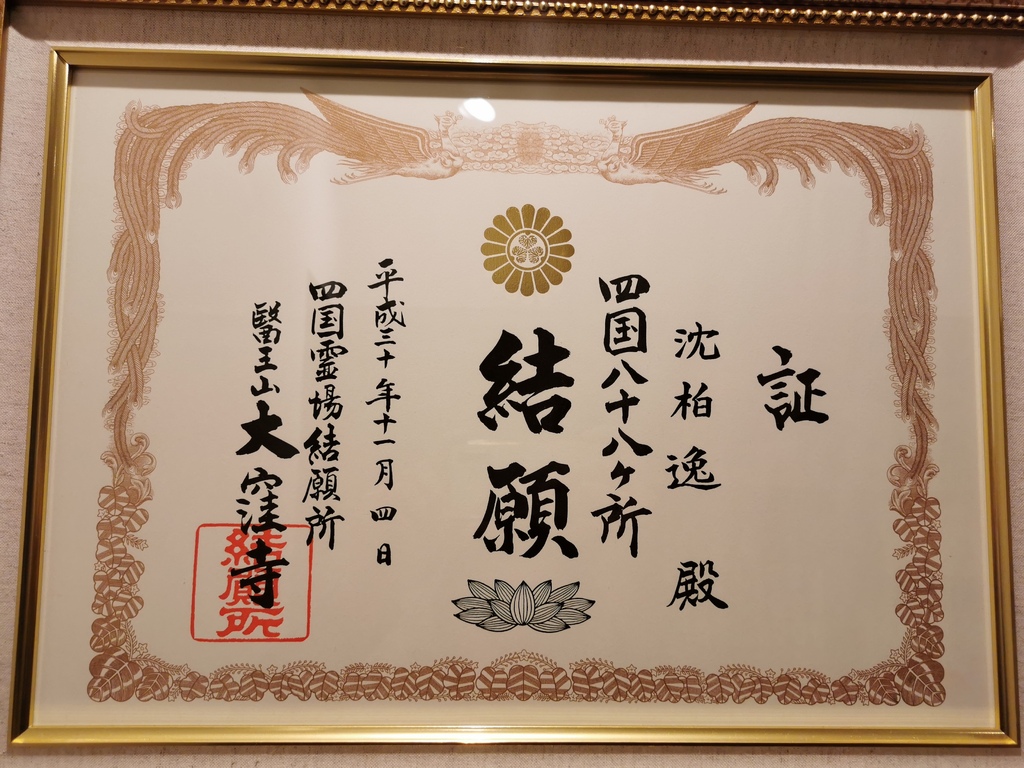 証
沈柏逸 殿
四国八十八ヶ所
結願
平成三十年十一月四日
四国霊場結願所
醫王山大窪寺
結願所